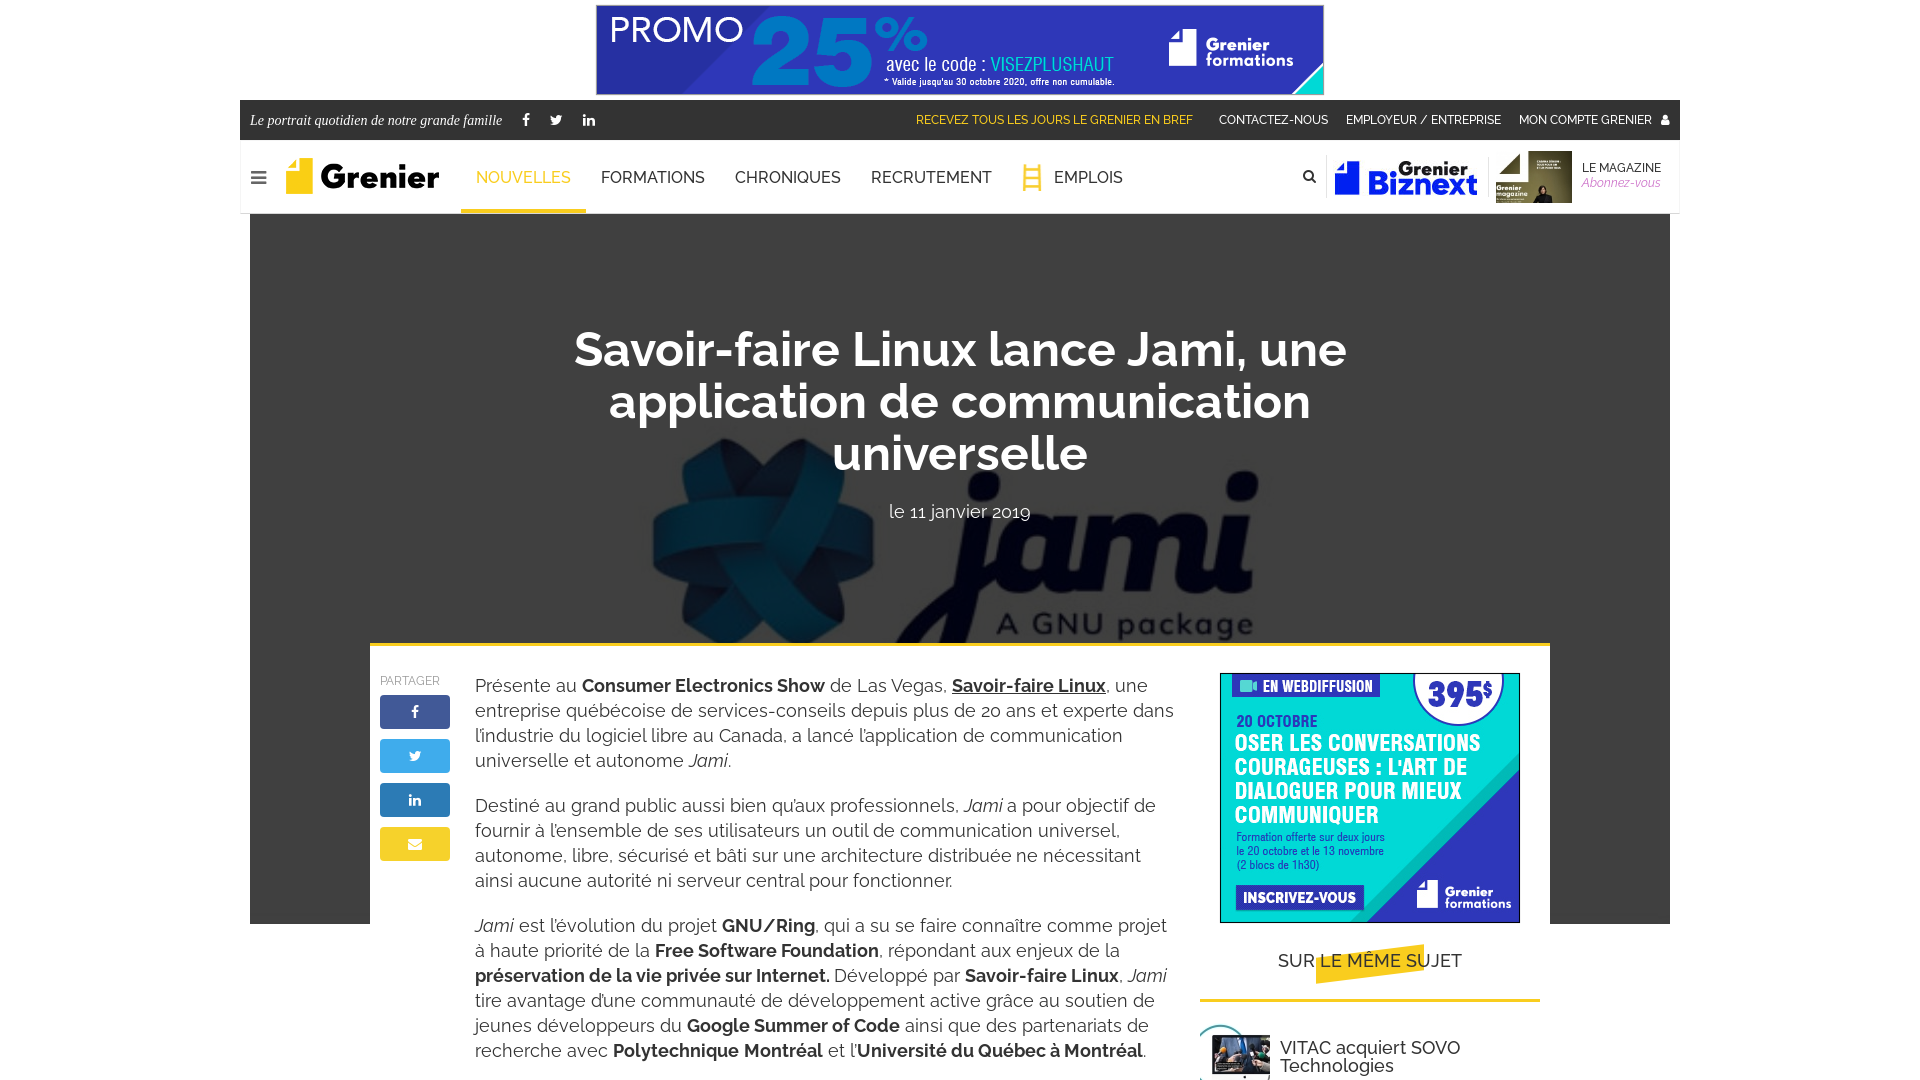 PROMO 25%
avec le code : VISEZPLUSHAUT
* Valide jusqu'au 30 octobre 2020, offre non cumulable.
Grenier
formations
Le portrait quotidien de notre grande famille
RECEVEZ TOUS LES JOURS LE GRENIER EN BREF
CONTACTEZ-NOUS
EMPLOYEUR / ENTREPRISE
MON COMPTE GRENIER
Grenier
NOUVELLES
FORMATIONS
CHRONIQUES
RECRUTEMENT
EMPLOIS
Grenier
Biznext
Grenier
magazine
LE MAGAZINE
Abonnez-vous
Savoir-faire Linux lance Jami, une
application de communication
universelle
le 11 janvier 2019
jami
A GNU package
PARTAGER
Présente au Consumer Electronics Show de Las Vegas, Savoir-faire Linux, une
entreprise québécoise de services-conseils depuis plus de 20 ans et experte dans
l’industrie du logiciel libre au Canada, a lancé l’application de communication
universelle et autonome Jami.
Destiné au grand public aussi bien qu’aux professionnels, Jami a pour objectif de
fournir à l’ensemble de ses utilisateurs un outil de communication universel,
autonome, libre, sécurisé et bâti sur une architecture distribuée ne nécessitant
ainsi aucune autorité ni serveur central pour fonctionner.
Jami est l’évolution du projet GNU/Ring, qui a su se faire connaître comme projet
à haute priorité de la Free Software Foundation, répondant aux enjeux de la
préservation de la vie privée sur Internet. Développé par Savoir-faire Linux, Jami
tire avantage d’une communauté de développement active grâce au soutien de
jeunes développeurs du Google Summer of Code ainsi que des partenariats de
recherche avec Polytechnique Montréal et l’Université du Québec à Montréal.
EN WEBDIFFUSION
395$
20 OCTOBRE
OSER LES CONVERSATIONS
COURAGEUSES : L'ART DE
DIALOGUER POUR MIEUX
COMMUNIQUER
Formation offerte sur deux jours
le 20 octobre et le 13 novembre
(2 blocs de 1h30)
INSCRIVEZ-VOUS
Grenier
formations
SUR LE MÊME SUJET
VITAC acquiert SOVO
Technologies